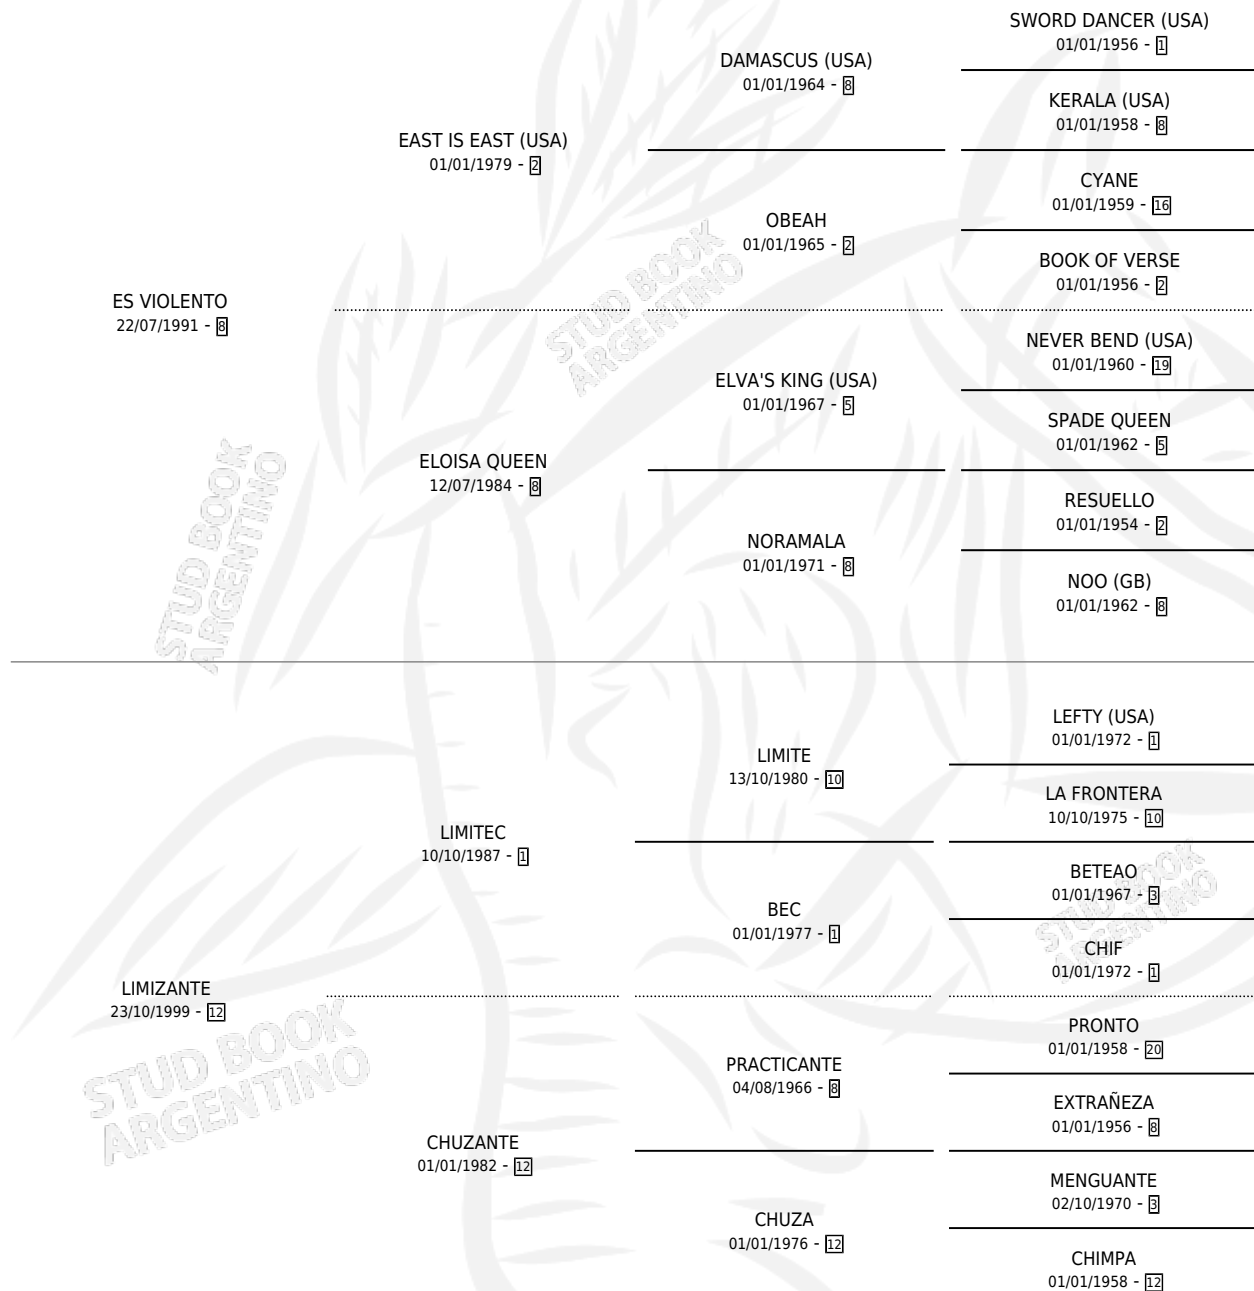 SWORD DANCER (USA)
01/01/1956 - 1
DAMASCUS (USA)
01/01/1964 - 8
KERALA (USA)
01/01/1958 - 8
EAST IS EAST (USA)
01/01/1979 - 2
CYANE
01/01/1959 - 16
OBEAH
01/01/1965 - 2
BOOK OF VERSE
01/01/1956 - 2
ES VIOLENTO
22/07/1991 - 8
NEVER BEND (USA)
01/01/1960 - 19
ELVA'S KING (USA)
01/01/1967 - 5
SPADE QUEEN
01/01/1962 - 5
ELOISA QUEEN
12/07/1984 - 8
RESUELLO
01/01/1954 - 2
NORAMALA
01/01/1971 - 8
NOO (GB)
01/01/1962 - 8
LEFTY (USA)
01/01/1972 - 1
LIMITE
13/10/1980 - 10
LA FRONTERA
10/10/1975 - 10
LIMITEC
10/10/1987 - 1
BETEAO
01/01/1967 - 3
BEC
01/01/1977 - 1
CHIF
01/01/1972 - 1
LIMIZANTE
23/10/1999 - 12
PRONTO
01/01/1958 - 20
PRACTICANTE
04/08/1966 - 8
EXTRAÑEZA
01/01/1956 - 8
CHUZANTE
01/01/1982 - 12
MENGUANTE
02/10/1970 - 3
CHUZA
01/01/1976 - 12
CHIMPA
01/01/1958 - 12
STUD BOOK
ARGENTINO
STUD BOOK
ARGENTINO
STUD BOOK
ARGENTINO
STUD BOOK
ARGENTINO